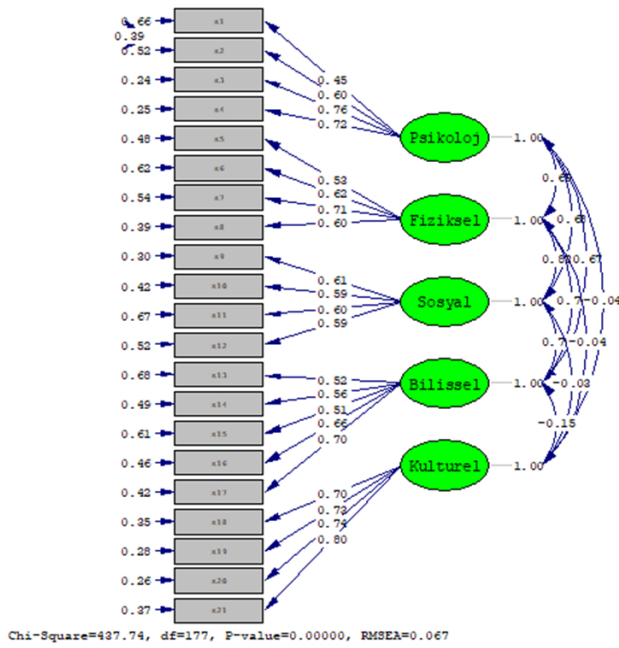 0.66 x1
0.39
0.52 x2
0.24 x3
0.25 x4
0.48 x5
0.62 x6
0.54 x7
0.39 x8
0.30 x9
0.42 x10
0.67 x11
0.52 x12
0.68 x13
0.49 x14
0.61 x15
0.46 x16
0.42 x17
0.35 x18
0.28 x19
0.26 x20
0.37 x21
0.45
0.60
0.76
0.72
0.53
0.62
0.71
0.60
0.61
0.59
0.60
0.59
0.52
0.56
0.51
0.66
0.70
0.70
0.73
0.74
0.80
Psikoloj 1.00
Fiziksel 1.00
Sosyal 1.00
Bilissel 1.00
Kulturel 1.00
0.67
-0.04
-0.04
-0.03
-0.15
Chi-Square=437.74, df=177, P-value=0.00000, RMSEA=0.067